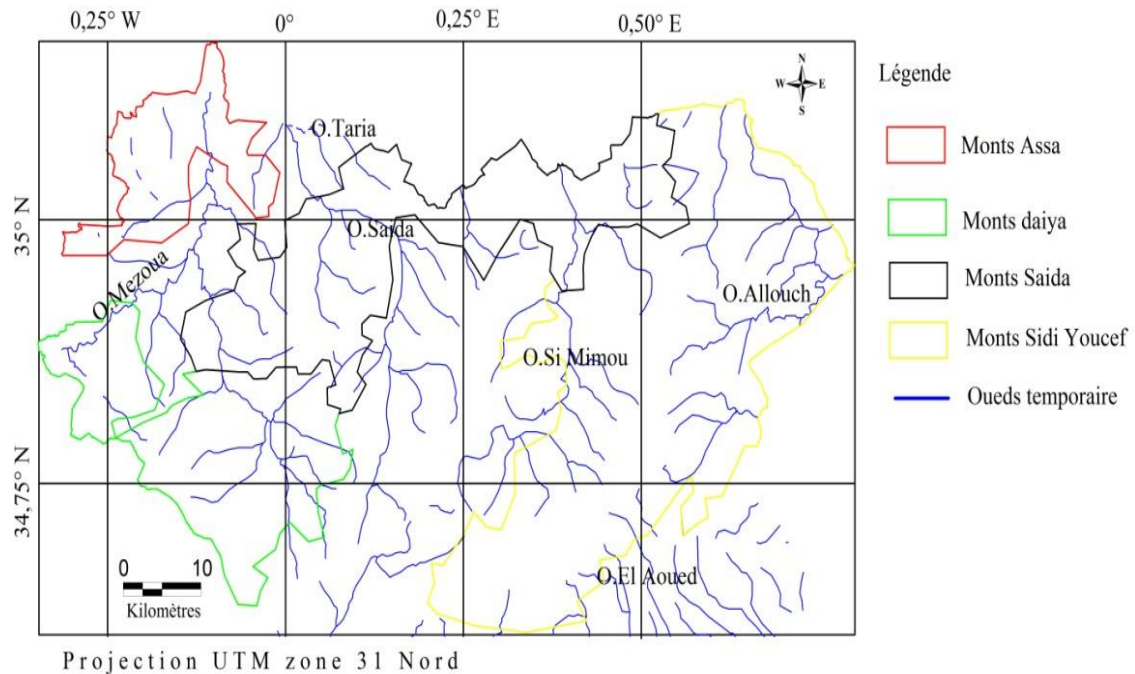 0,25° W
0°
0,25° E
0,50° E
N
W E
S
Légende
O.Taria
Monts Assa
35° N
O.Saida
Monts daiya
O.Mezoua
Monts Saida
O.Allouch
Monts Sidi Youcef
O.Si Mimou
Oueds temporaire
34,75° N
0 10
Kilomètres
O.El Aoued
Projection UTM zone 31 Nord